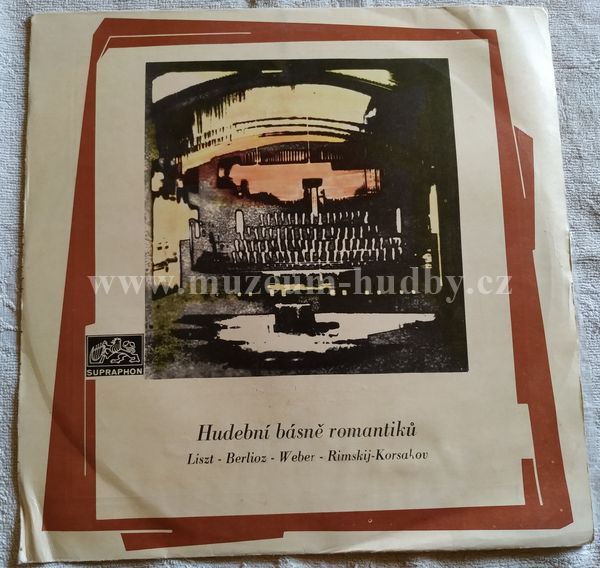 www.muzeum-hudby.cz
SUPRAPHON
Hudební básně romantiků
Liszt - Berlioz - Weber - Rimskij-Korsakov